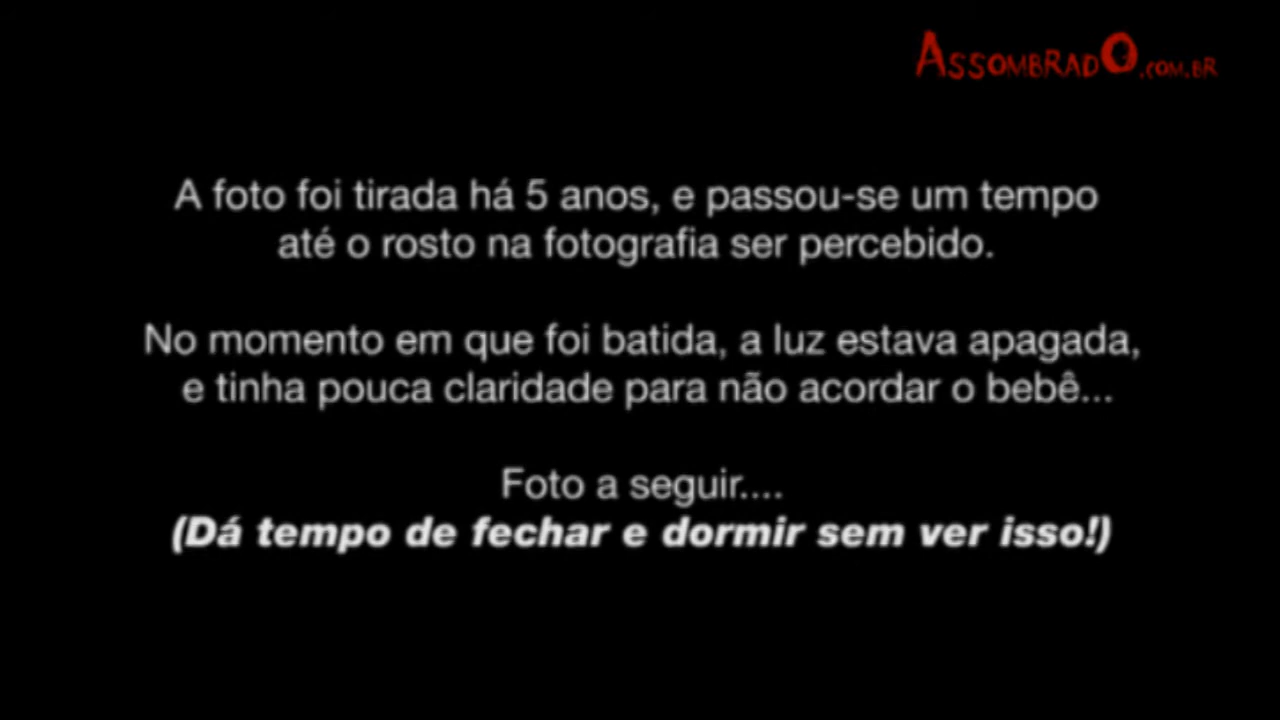 ASSOMBRADO.COM.BR
A foto foi tirada há 5 anos, e passou-se um tempo
até o rosto na fotografia ser percebido.
No momento em que foi batida, a luz estava apagada,
e tinha pouca claridade para não acordar o bebê...
Foto a seguir....
(Dá tempo de fechar e dormir sem ver isso!)